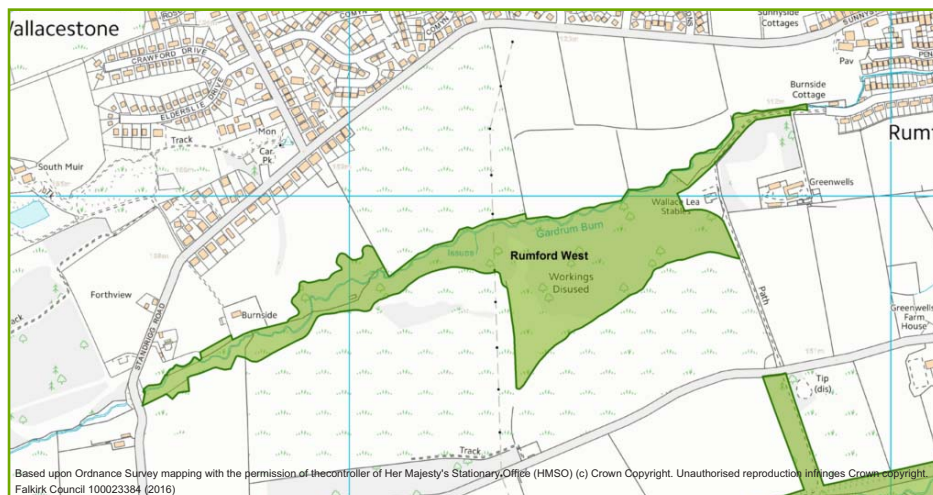 Wallacestone
CRAWFORD DRIVE
ELDERSLIE DRIVE
COMYN
Sunnyside
Cottages
Pav
Burnside
Cottage
Rumf
Track
Mon
Car
Pk
South Muir
Greenwells
Wallace Lea
Stables
Gardrum Burn
Issues
Rumford West
Workings
Disused
Forthview
STANDRIGG ROAD
Burnside
Path
Greenwells
Farm
House
Tip
(dis)
Track
Based upon Ordnance Survey mapping with the permission of thecontroller of Her Majesty's Stationary Office (HMSO) (c) Crown Copyright. Unauthorised reproduction infringes Crown copyright.
Falkirk Council 100023384 (2016)